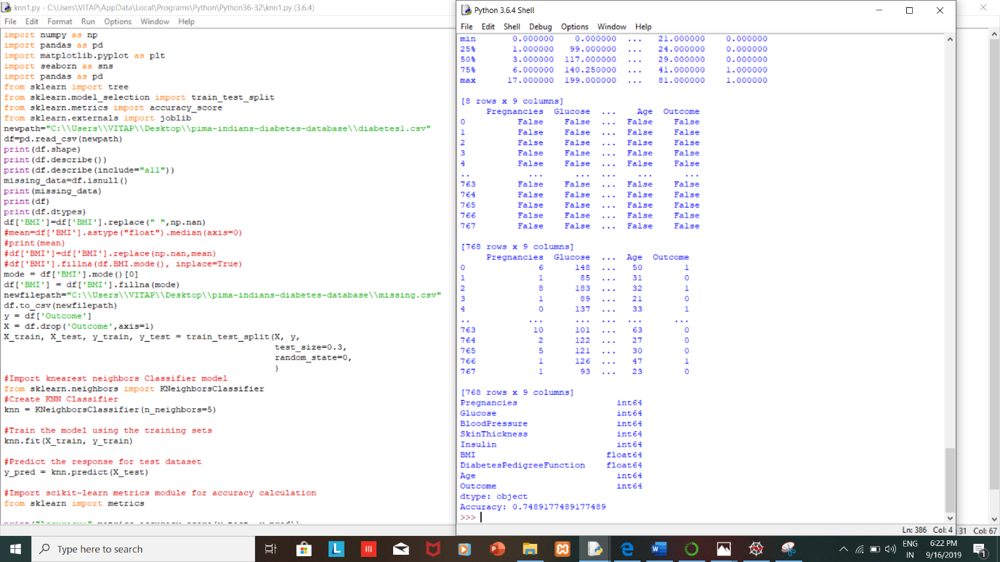 knn1.py - C:\Users\VITAP\AppData\Local\Programs\Python\Python36-32\knn1.py (3.6.4)
File Edit Format Run Options Window Help
import numpy as np
import pandas as pd
import matplotlib.pyplot as plt
import seaborn as sns
import pandas as pd
from sklearn import tree
from sklearn.model_selection import train_test_split
from sklearn.metrics import accuracy_score
from sklearn.externals import joblib
newpath="C:\\Users\\VITAP\\Desktop\\pima-indians-diabetes-database\\diabetes1.csv"
df=pd.read_csv(newpath)
print(df.shape)
print(df.describe())
print(df.describe(include="all"))
missing_data=df.isnull()
print(missing_data)
print(df)
print(df.dtypes)
df['BMI']=df['BMI'].replace(" ",np.nan)
#mean=df['BMI'].astype("float").median(axis=0)
#print(mean)
#df['BMI']=df['BMI'].replace(np.nan,mean)
#df['BMI'].fillna(df.BMI.mode(), inplace=True)
mode = df['BMI'].mode()[0]
df['BMI'] = df['BMI'].fillna(mode)
newfilepath="C:\\Users\\VITAP\\Desktop\\pima-indians-diabetes-database\\missing.csv"
df.to_csv(newfilepath)
y = df['Outcome']
X = df.drop('Outcome',axis=1)
X_train, X_test, y_train, y_test = train_test_split(X, y,
test_size=0.3,
random_state=0,
)
#Import knearest neighbors Classifier model
from sklearn.neighbors import KNeighborsClassifier
#Create KNN Classifier
knn = KNeighborsClassifier(n_neighbors=5)
#Train the model using the training sets
knn.fit(X_train, y_train)
#Predict the response for test dataset
y_pred = knn.predict(X_test)
#Import scikit-learn metrics module for accuracy calculation
from sklearn import metrics
Python 3.6.4 Shell
File Edit Shell Debug Options Window Help
min 0.000000 0.000000 ... 21.000000 0.000000
25% 1.000000 99.000000 ... 24.000000 0.000000
50% 3.000000 117.000000 ... 29.000000 0.000000
75% 6.000000 140.250000 ... 41.000000 1.000000
max 17.000000 199.000000 ... 81.000000 1.000000
[8 rows x 9 columns]
Pregnancies Glucose ... Age Outcome
0 False False ... False False
1 False False ... False False
2 False False ... False False
3 False False ... False False
4 False False ... False False
.. ... ... ... ... ...
763 False False ... False False
764 False False ... False False
765 False False ... False False
766 False False ... False False
767 False False ... False False
[768 rows x 9 columns]
Pregnancies Glucose ... Age Outcome
0 6 148 ... 50 1
1 1 85 ... 31 0
2 8 183 ... 32 1
3 1 89 ... 21 0
4 0 137 ... 33 1
.. ... ... ... ... ...
763 10 101 ... 63 0
764 2 122 ... 27 0
765 5 121 ... 30 0
766 1 126 ... 47 1
767 1 93 ... 23 0
[768 rows x 9 columns]
Pregnancies int64
Glucose int64
BloodPressure int64
SkinThickness int64
Insulin int64
BMI float64
DiabetesPedigreeFunction float64
Age int64
Outcome int64
dtype: object
Accuracy: 0.7489177489177489
>>>
Ln: 386 Col: 4
31 Col: 67
Type here to search
ENG
IN
6:22 PM
9/16/2019
1